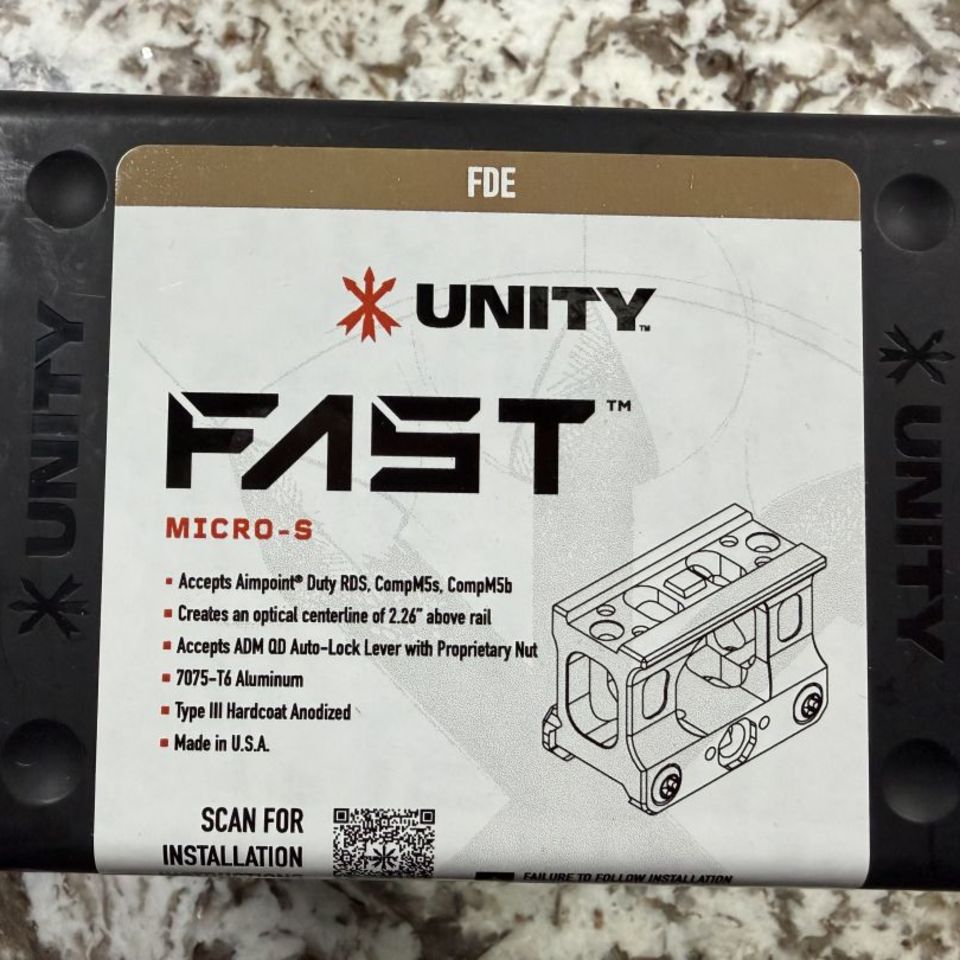 FDE
UNITY™
FAST™
MICRO-S
▪ Accepts Aimpoint® Duty RDS, CompM5s, CompM5b
▪ Creates an optical centerline of 2.26” above rail
▪ Accepts ADM QD Auto-Lock Lever with Proprietary Nut
▪ 7075-T6 Aluminum
▪ Type III Hardcoat Anodized
▪ Made in U.S.A.
SCAN FOR
INSTALLATION
INSTRUCTIONS
FAILURE TO FOLLOW INSTALLATION
UNITY
UNITY